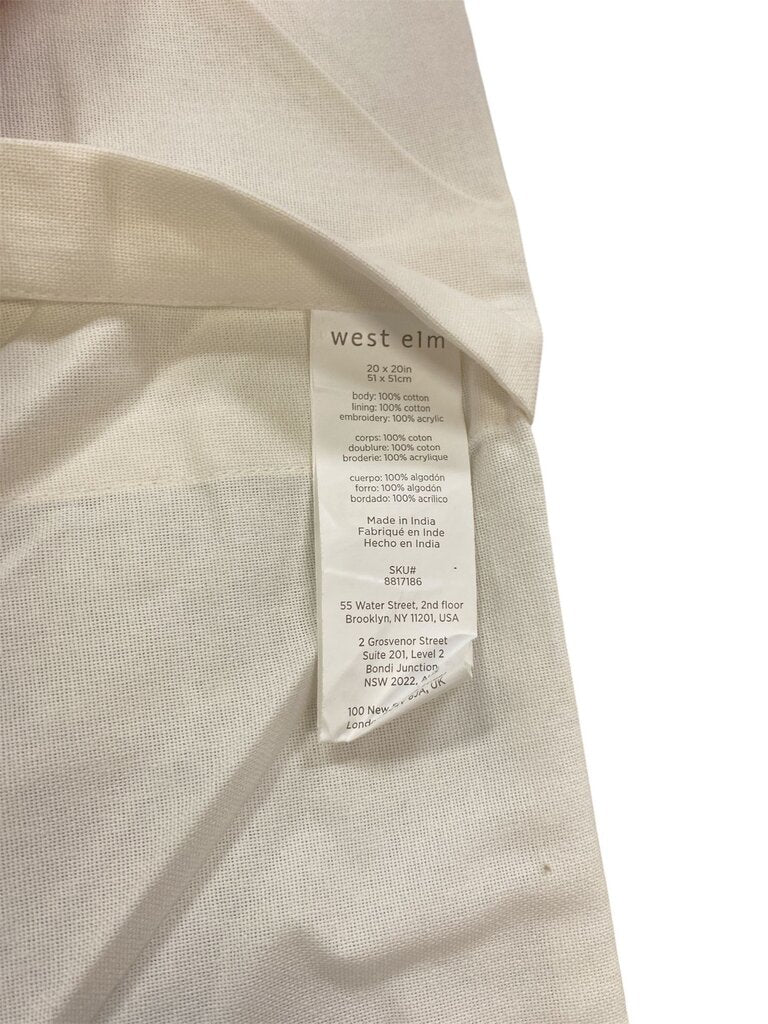 west elm
20 x 20in
51 x 51cm
body: 100% cotton
lining: 100% cotton
embroidery: 100% acrylic
corps: 100% coton
doublure: 100% coton
broderie: 100% acrylique
cuerpo: 100% algodón
forro: 100% algodón
bordado: 100% acrílico
Made in India
Fabriqué en Inde
Hecho en India
SKU#
8817186
55 Water Street, 2nd floor
Brooklyn, NY 11201, USA
2 Grosvenor Street
Suite 201, Level 2
Bondi Junction
NSW 2022,
100 New
UK